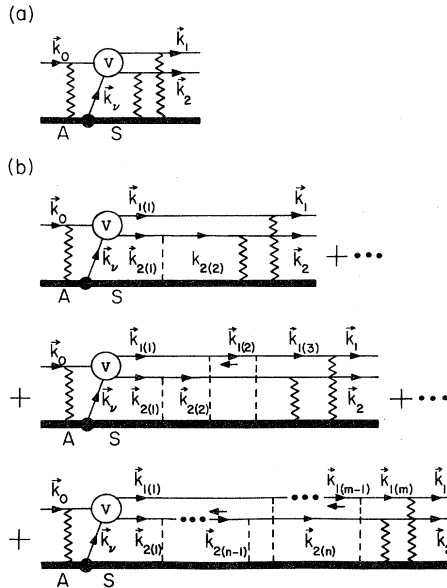 (a)
k⃗₀ V k⃗₁
k⃗ᵥ k⃗₂
A S
(b)
k⃗₀ V k⃗₁₍₁₎ k⃗₁
k⃗ᵥ k⃗₂₍₁₎ k₂₍₂₎ k⃗₂ + •••
A S
k⃗₀ V k⃗₁₍₁₎ k⃗₁₍₂₎ k⃗₁₍₃₎ k⃗₁
+ k⃗ᵥ k⃗₂₍₁₎ k⃗₂₍₂₎ k⃗₂ + •••
A S
k⃗₀ V k⃗₁₍₁₎ ••• k⃗₁₍ₘ₋₁₎ k⃗₁₍ₘ₎ k⃗₁
+ k⃗ᵥ k⃗₂₍₁₎ ••• k⃗₂₍ₙ₋₁₎ k⃗₂₍ₙ₎
A S